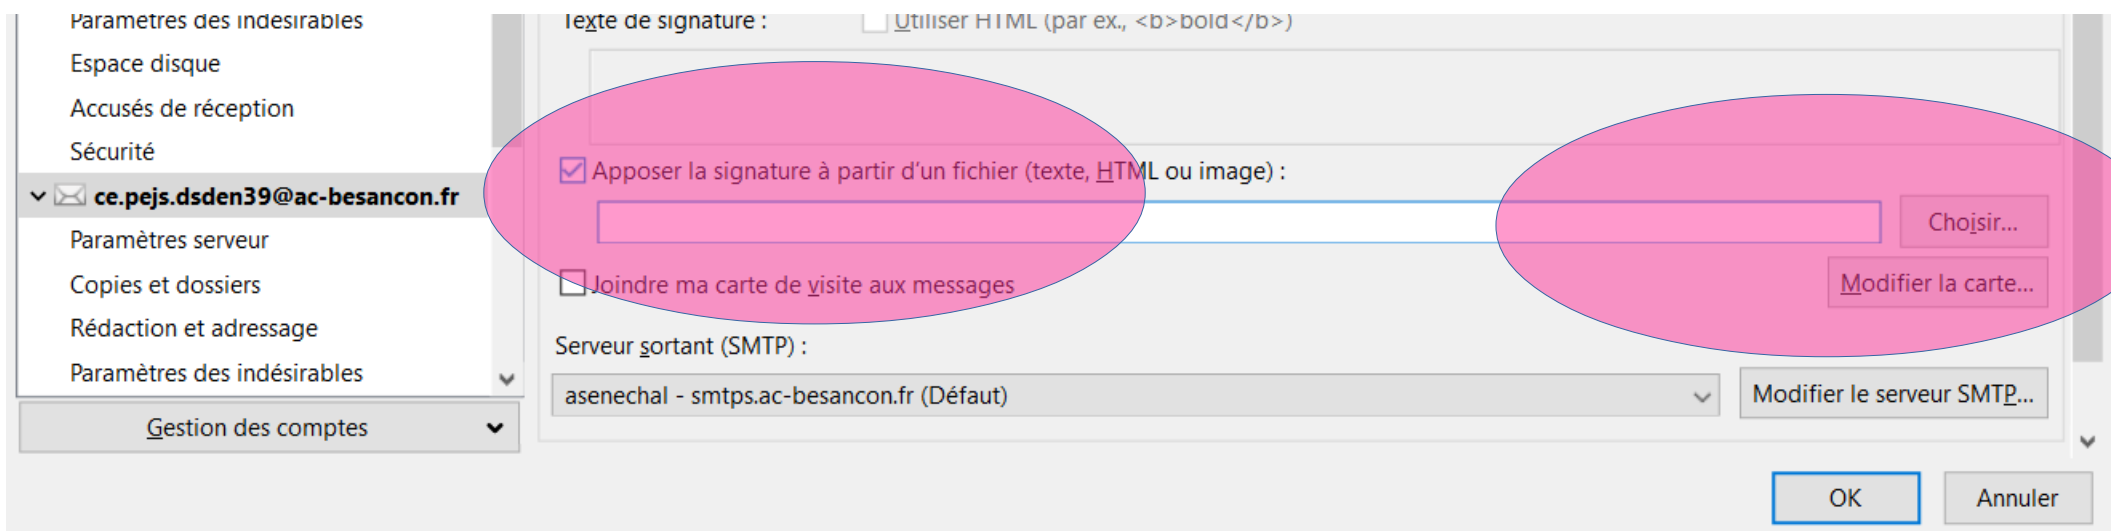 Paramètres des indésirables
Espace disque
Accusés de réception
Sécurité
ce.pejs.dsden39@ac-besancon.fr
Paramètres serveur
Copies et dossiers
Rédaction et adressage
Paramètres des indésirables
Gestion des comptes
Texte de signature : Utiliser HTML (par ex., <b>bold</b>)
Apposer la signature à partir d'un fichier (texte, HTML ou image) :
Choisir...
Joindre ma carte de visite aux messages
Modifier la carte...
Serveur sortant (SMTP) :
asenechal - smtps.ac-besancon.fr (Défaut)
Modifier le serveur SMTP...
OK Annuler